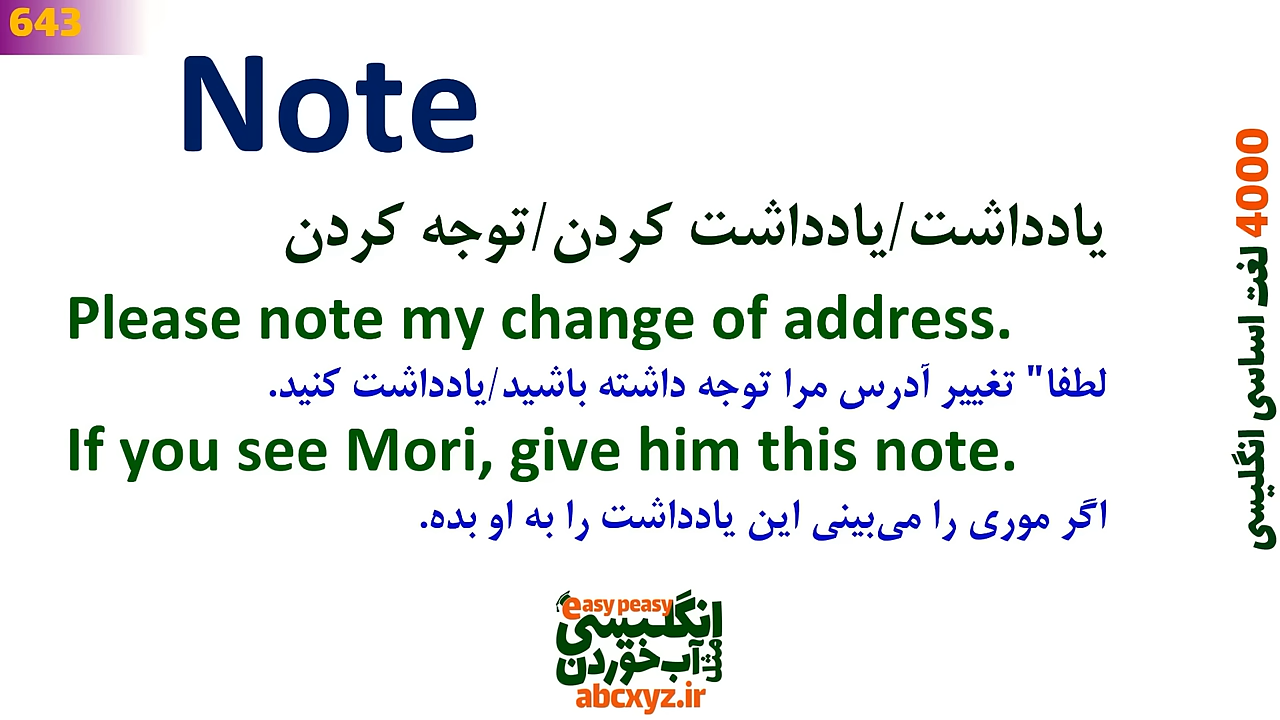 643
Note
یادداشت/یادداشت کردن/توجه کردن
Please note my change of address.
لطفا" تغییر آدرس مرا توجه داشته باشید/یادداشت کنید.
If you see Mori, give him this note.
اگر موری را می‌بینی این یادداشت را به او بده.
4000 لغت اساسی انگلیسی
easy peasy
انگلیسی
مثل آب خوردن
abcxyz.ir